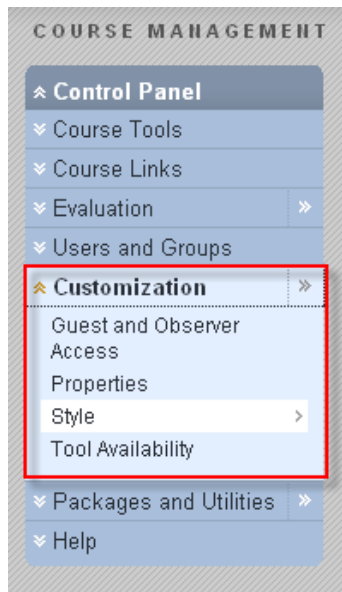 COURSE MANAGEMENT
Control Panel
Course Tools
Course Links
Evaluation
Users and Groups
Customization
Guest and Observer
Access
Properties
Style
Tool Availability
Packages and Utilities
Help